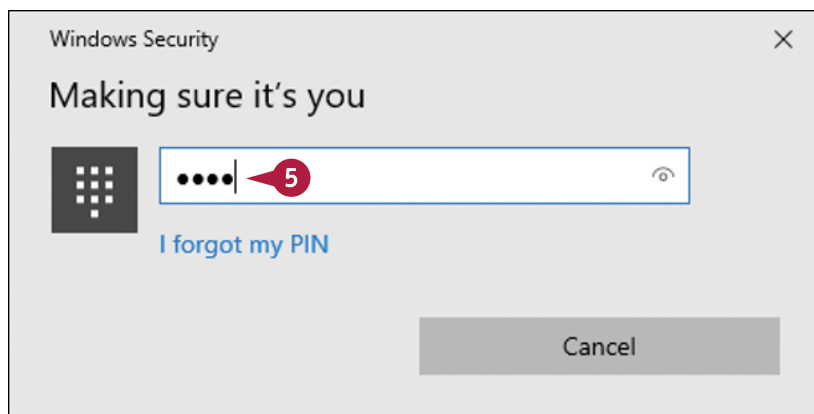 Windows Security
Making sure it's you
●●●● 5
I forgot my PIN
Cancel